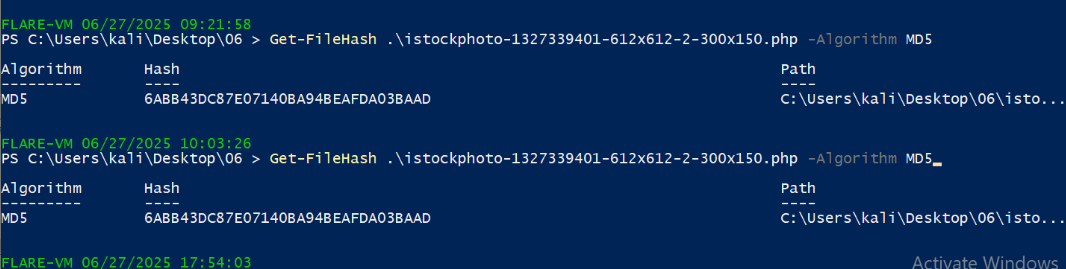 FLARE-VM 06/27/2025 09:21:58
PS C:\Users\kali\Desktop\06 > Get-FileHash .\istockphoto-1327339401-612x612-2-300x150.php -Algorithm MD5
Algorithm Hash Path
--------- ---- ----
MD5 6ABB43DC87E07140BA94BEAFDA03BAAD C:\Users\kali\Desktop\06\isto...
FLARE-VM 06/27/2025 10:03:26
PS C:\Users\kali\Desktop\06 > Get-FileHash .\istockphoto-1327339401-612x612-2-300x150.php -Algorithm MD5
Algorithm Hash Path
--------- ---- ----
MD5 6ABB43DC87E07140BA94BEAFDA03BAAD C:\Users\kali\Desktop\06\isto...
FLARE-VM 06/27/2025 17:54:03
Activate Windows